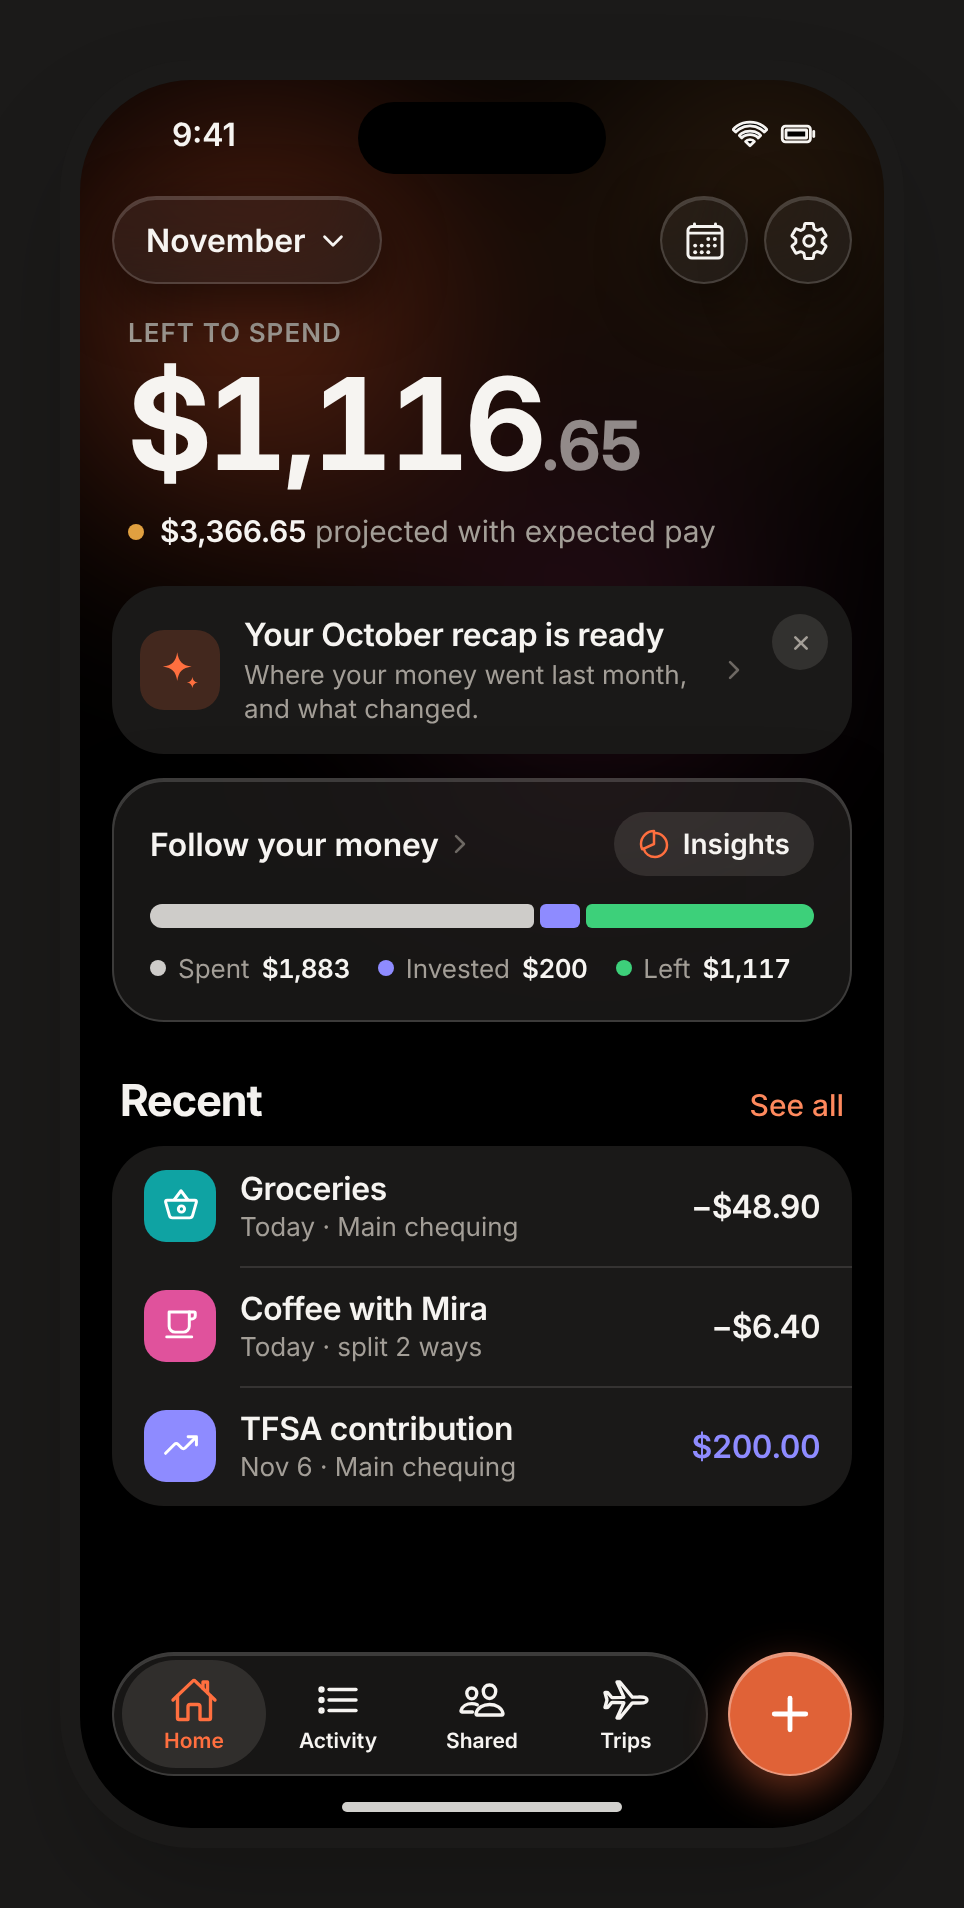 9:41
November
LEFT TO SPEND
$1,116.65
$3,366.65 projected with expected pay
Your October recap is ready
Where your money went last month,
and what changed.
Follow your money
Insights
Spent $1,883 Invested $200 Left $1,117
Recent
See all
Groceries
Today · Main chequing
−$48.90
Coffee with Mira
Today · split 2 ways
−$6.40
TFSA contribution
Nov 6 · Main chequing
$200.00
Home
Activity
Shared
Trips